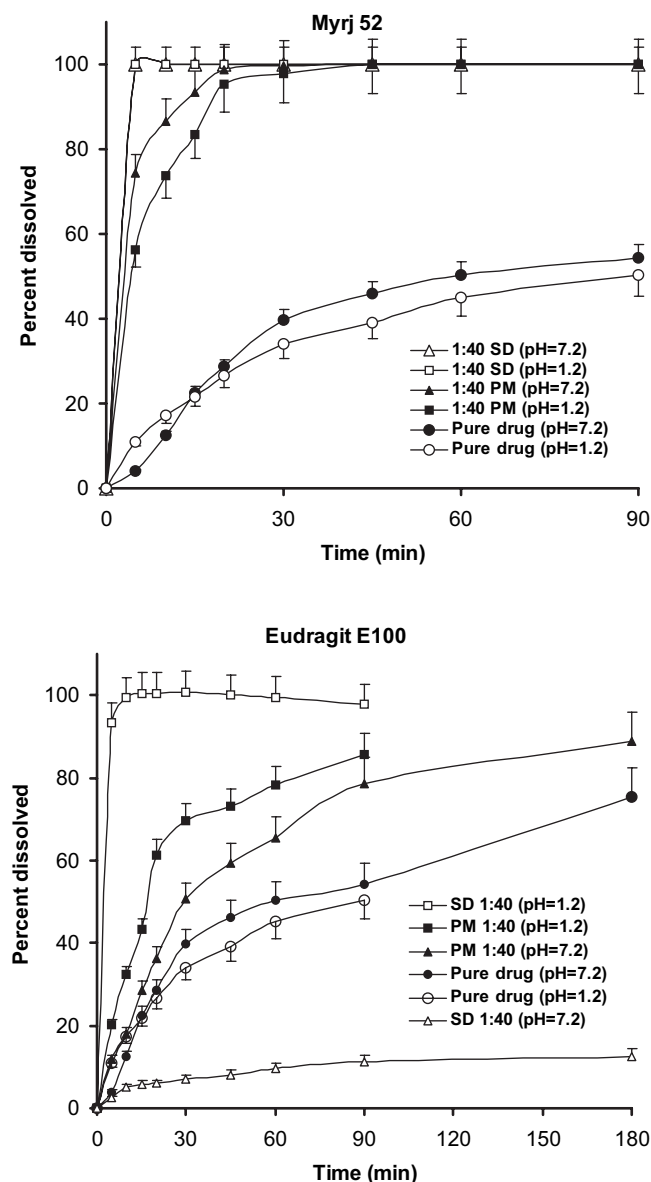 Myrj 52
100
80
60
40
20
0
Percent dissolved
1:40 SD (pH=7.2)
1:40 SD (pH=1.2)
1:40 PM (pH=7.2)
1:40 PM (pH=1.2)
Pure drug (pH=7.2)
Pure drug (pH=1.2)
0 30 60 90
Time (min)
Eudragit E100
100
80
60
40
20
0
Percent dissolved
SD 1:40 (pH=1.2)
PM 1:40 (pH=1.2)
PM 1:40 (pH=7.2)
Pure drug (pH=7.2)
Pure drug (pH=1.2)
SD 1:40 (pH=7.2)
0 30 60 90 120 150 180
Time (min)